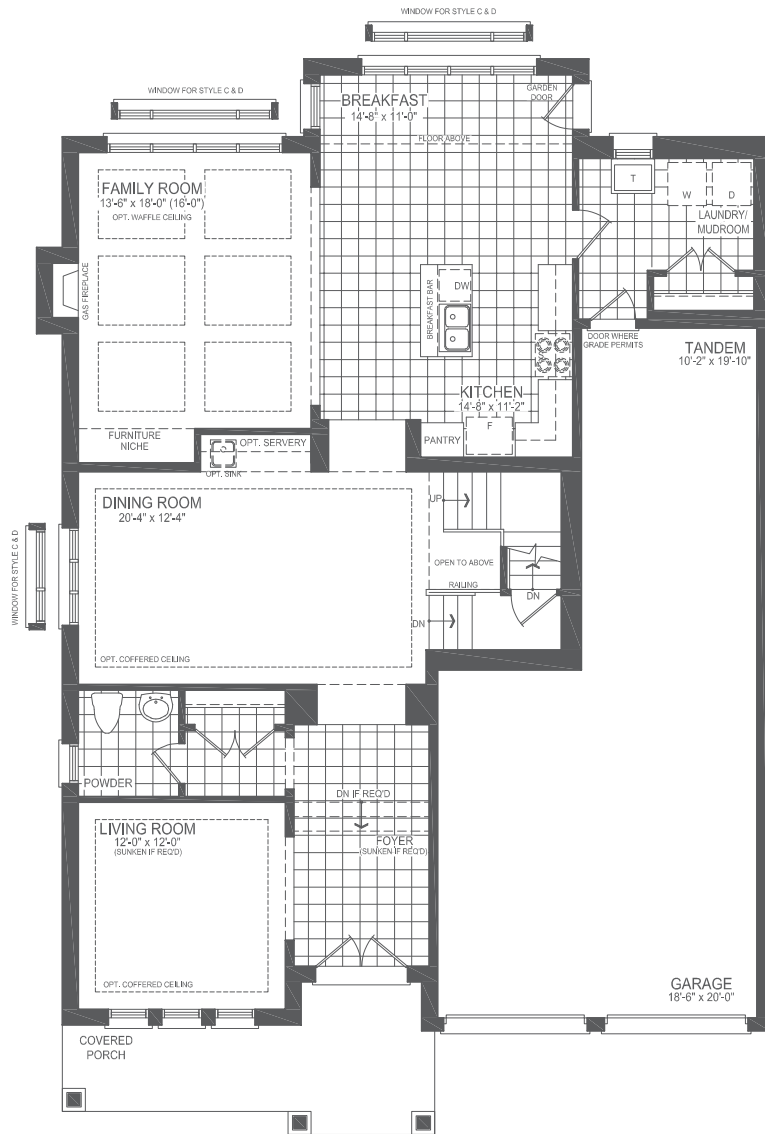 WINDOW FOR STYLE C & D
WINDOW FOR STYLE C & D
BREAKFAST
14'-8" x 11'-0"
GARDEN
DOOR
FLOOR ABOVE
FAMILY ROOM
13'-6" x 18'-0" (16'-0")
OPT. WAFFLE CEILING
T
W
D
LAUNDRY/
MUDROOM
GAS FIREPLACE
BREAKFAST BAR
DW
DOOR WHERE
GRADE PERMITS
TANDEM
10'-2" x 19'-10"
KITCHEN
14'-8" x 11'-2"
F
PANTRY
FURNITURE
NICHE
OPT. SERVERY
OPT. SINK
DINING ROOM
20'-4" x 12'-4"
UP
OPEN TO ABOVE
RAILING
DN
DN
WINDOW FOR STYLE C & D
OPT. COFFERED CEILING
POWDER
DN IF REQ'D
LIVING ROOM
12'-0" x 12'-0"
(SUNKEN IF REQ'D)
FOYER
(SUNKEN IF REQ'D)
OPT. COFFERED CEILING
GARAGE
18'-6" x 20'-0"
COVERED
PORCH